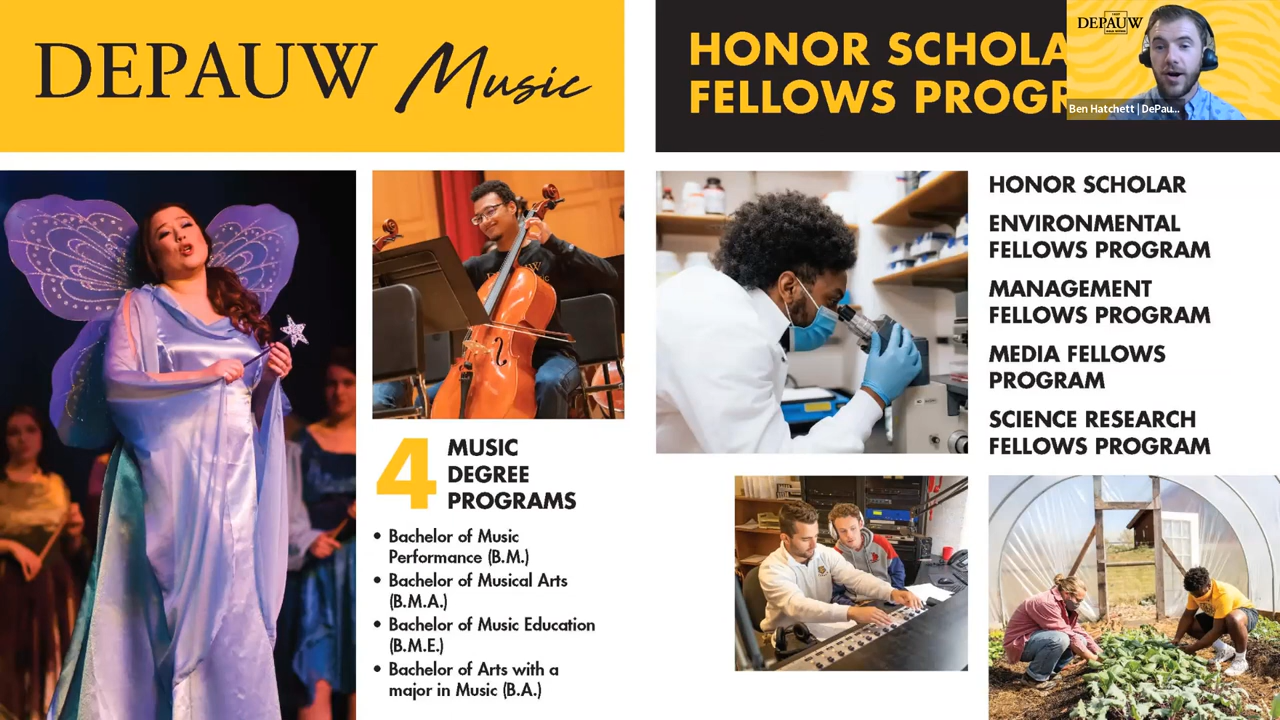 DEPAUW Music
4
MUSIC
DEGREE
PROGRAMS
• Bachelor of Music
Performance (B.M.)
• Bachelor of Musical Arts
(B.M.A.)
• Bachelor of Music Education
(B.M.E.)
• Bachelor of Arts with a
major in Music (B.A.)
HONOR SCHOLA
FELLOWS PROGR
DEPAUW
Ben Hatchett | DePau...
HONOR SCHOLAR
ENVIRONMENTAL
FELLOWS PROGRAM
MANAGEMENT
FELLOWS PROGRAM
MEDIA FELLOWS
PROGRAM
SCIENCE RESEARCH
FELLOWS PROGRAM